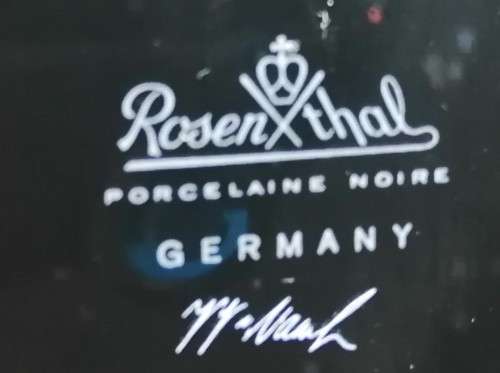 Rosenthal
PORCELAINE NOIRE
GERMANY